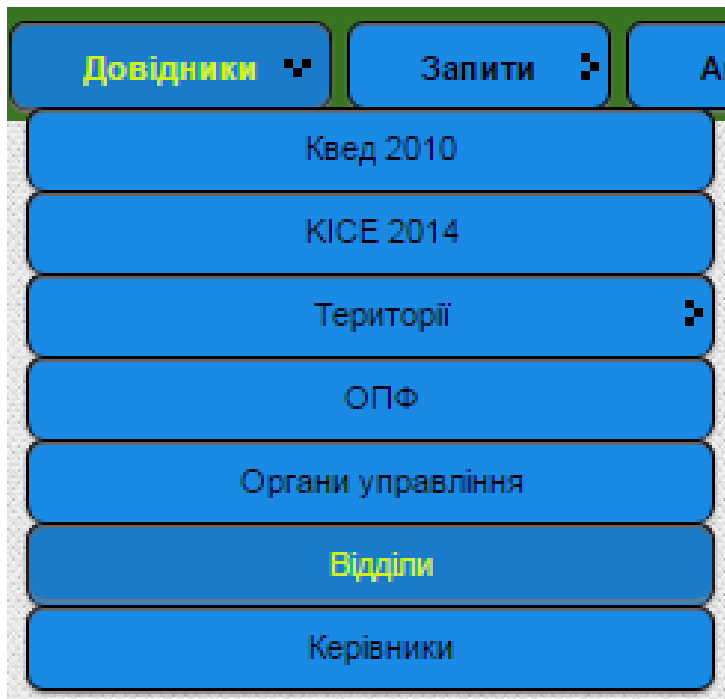 Довідники
Запити
Квед 2010
КІСЕ 2014
Території
ОПФ
Органи управління
Відділи
Керівники